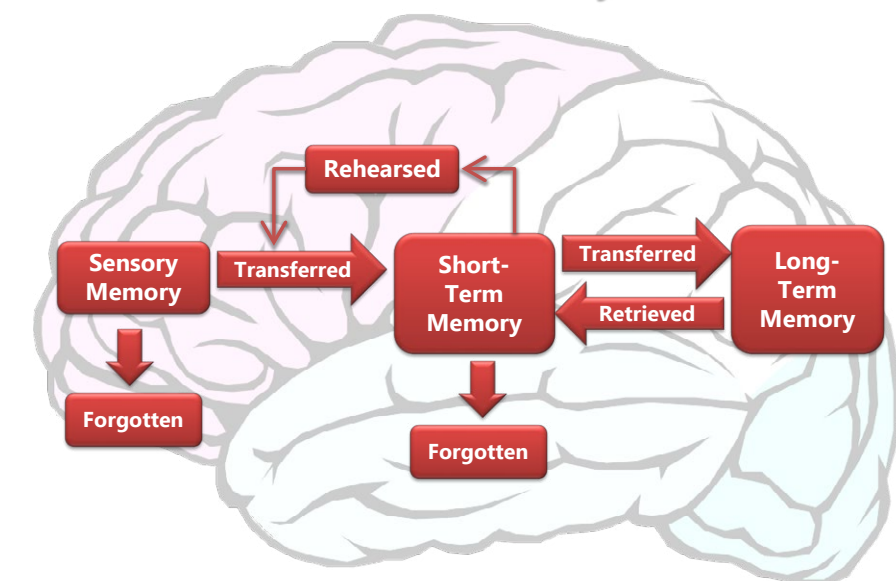 Rehearsed
Sensory
Memory
Transferred
Short-
Term
Memory
Transferred
Retrieved
Long-
Term
Memory
Forgotten
Forgotten